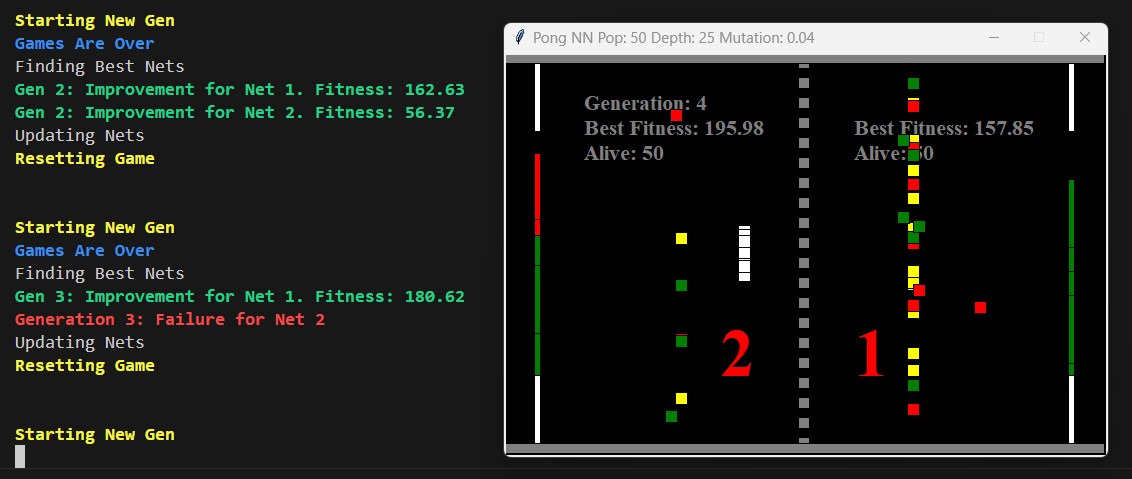 Starting New Gen
Games Are Over
Finding Best Nets
Gen 2: Improvement for Net 1. Fitness: 162.63
Gen 2: Improvement for Net 2. Fitness: 56.37
Updating Nets
Resetting Game
Starting New Gen
Games Are Over
Finding Best Nets
Gen 3: Improvement for Net 1. Fitness: 180.62
Generation 3: Failure for Net 2
Updating Nets
Resetting Game
Starting New Gen
Pong NN Pop: 50 Depth: 25 Mutation: 0.04
Generation: 4
Best Fitness: 195.98
Alive: 50
Best Fitness: 157.85
Alive: 50
2
1